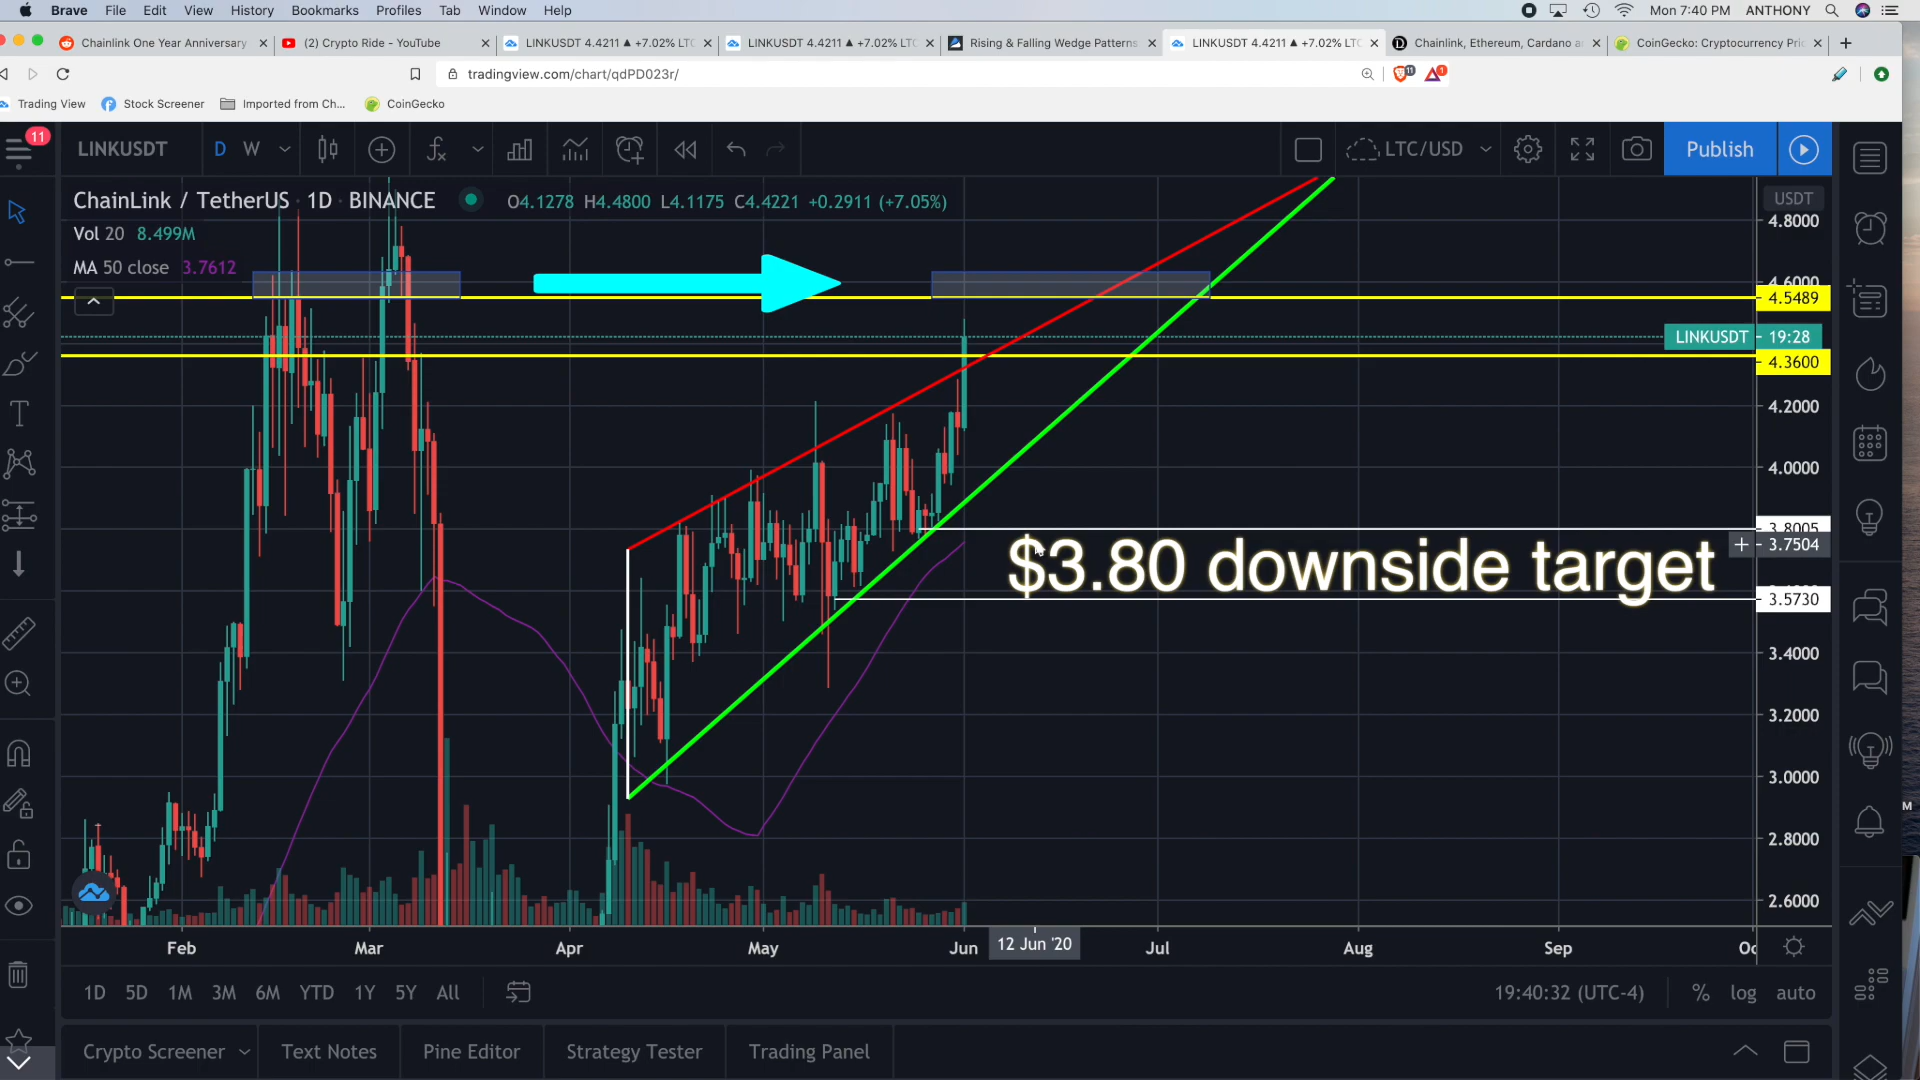 Brave File Edit View History Bookmarks Profiles Tab Window Help Mon 7:40 PM ANTHONY
Chainlink One Year Anniversary (2) Crypto Ride - YouTube LINKUSDT 4.4211 ▲ +7.02% LTC LINKUSDT 4.4211 ▲ +7.02% LTC Rising & Falling Wedge Patterns LINKUSDT 4.4211 ▲ +7.02% LTC Chainlink, Ethereum, Cardano CoinGecko: Cryptocurrency
tradingview.com/chart/qdPD023r/ 11 1
Trading View Stock Screener Imported from Ch... CoinGecko
11 LINKUSDT D W LTC/USD Publish
ChainLink / TetherUS · 1D · BINANCE O4.1278 H4.4800 L4.1175 C4.4221 +0.2911 (+7.05%) USDT
4.8000
Vol 20 8.499M
MA 50 close 3.7612
4.6000
4.5489
LINKUSDT 19:28
4.3600
4.2000
4.0000
3.8005
+ 3.7504
$3.80 downside target
3.5730
3.4000
3.2000
3.0000
2.8000
2.6000
Feb Mar Apr May Jun 12 Jun '20 Jul Aug Sep Oc
1D 5D 1M 3M 6M YTD 1Y 5Y All 19:40:32 (UTC-4) % log auto
Crypto Screener Text Notes Pine Editor Strategy Tester Trading Panel